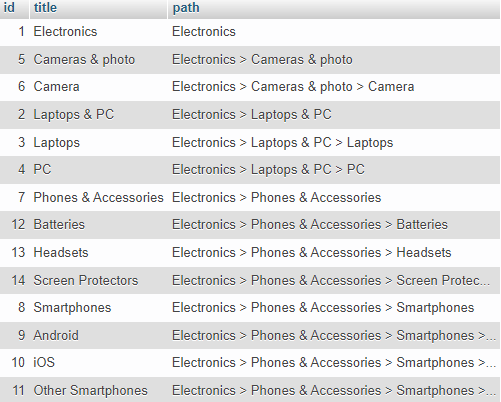 id title path
1 Electronics Electronics
5 Cameras & photo Electronics > Cameras & photo
6 Camera Electronics > Cameras & photo > Camera
2 Laptops & PC Electronics > Laptops & PC
3 Laptops Electronics > Laptops & PC > Laptops
4 PC Electronics > Laptops & PC > PC
7 Phones & Accessories Electronics > Phones & Accessories
12 Batteries Electronics > Phones & Accessories > Batteries
13 Headsets Electronics > Phones & Accessories > Headsets
14 Screen Protectors Electronics > Phones & Accessories > Screen Protec...
8 Smartphones Electronics > Phones & Accessories > Smartphones
9 Android Electronics > Phones & Accessories > Smartphones >...
10 iOS Electronics > Phones & Accessories > Smartphones >...
11 Other Smartphones Electronics > Phones & Accessories > Smartphones >...